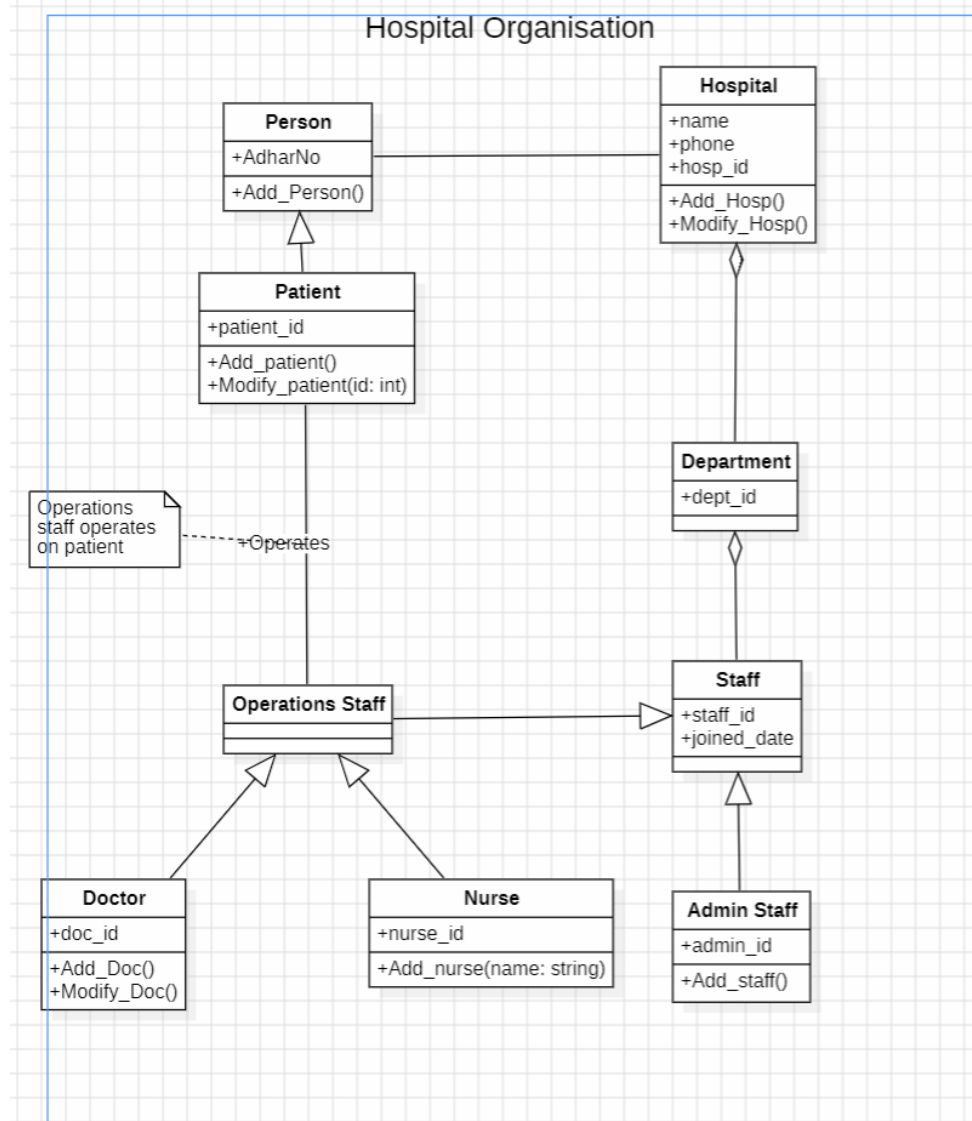 Hospital Organisation
Person
+AdharNo
+Add_Person()
Hospital
+name
+phone
+hosp_id
+Add_Hosp()
+Modify_Hosp()
Patient
+patient_id
+Add_patient()
+Modify_patient(id: int)
Department
+dept_id
Operations
staff operates
on patient
+Operates
Operations Staff
Staff
+staff_id
+joined_date
Doctor
+doc_id
+Add_Doc()
+Modify_Doc()
Nurse
+nurse_id
+Add_nurse(name: string)
Admin Staff
+admin_id
+Add_staff()